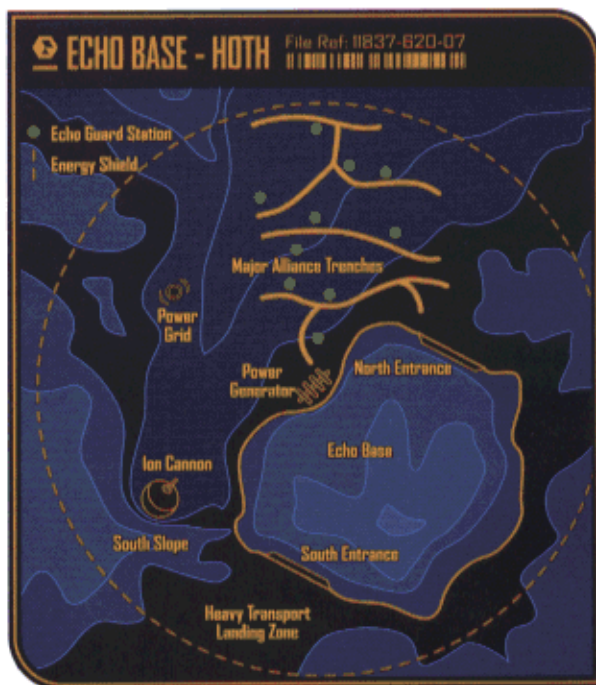 ECHO BASE - HOTH
File Ref: 11837-620-07
Echo Guard Station
Energy Shield
Major Alliance Trenches
Power
Grid
Power
Generator
North Entrance
Echo Base
Ion Cannon
South Slope
South Entrance
Heavy Transport
Landing Zone